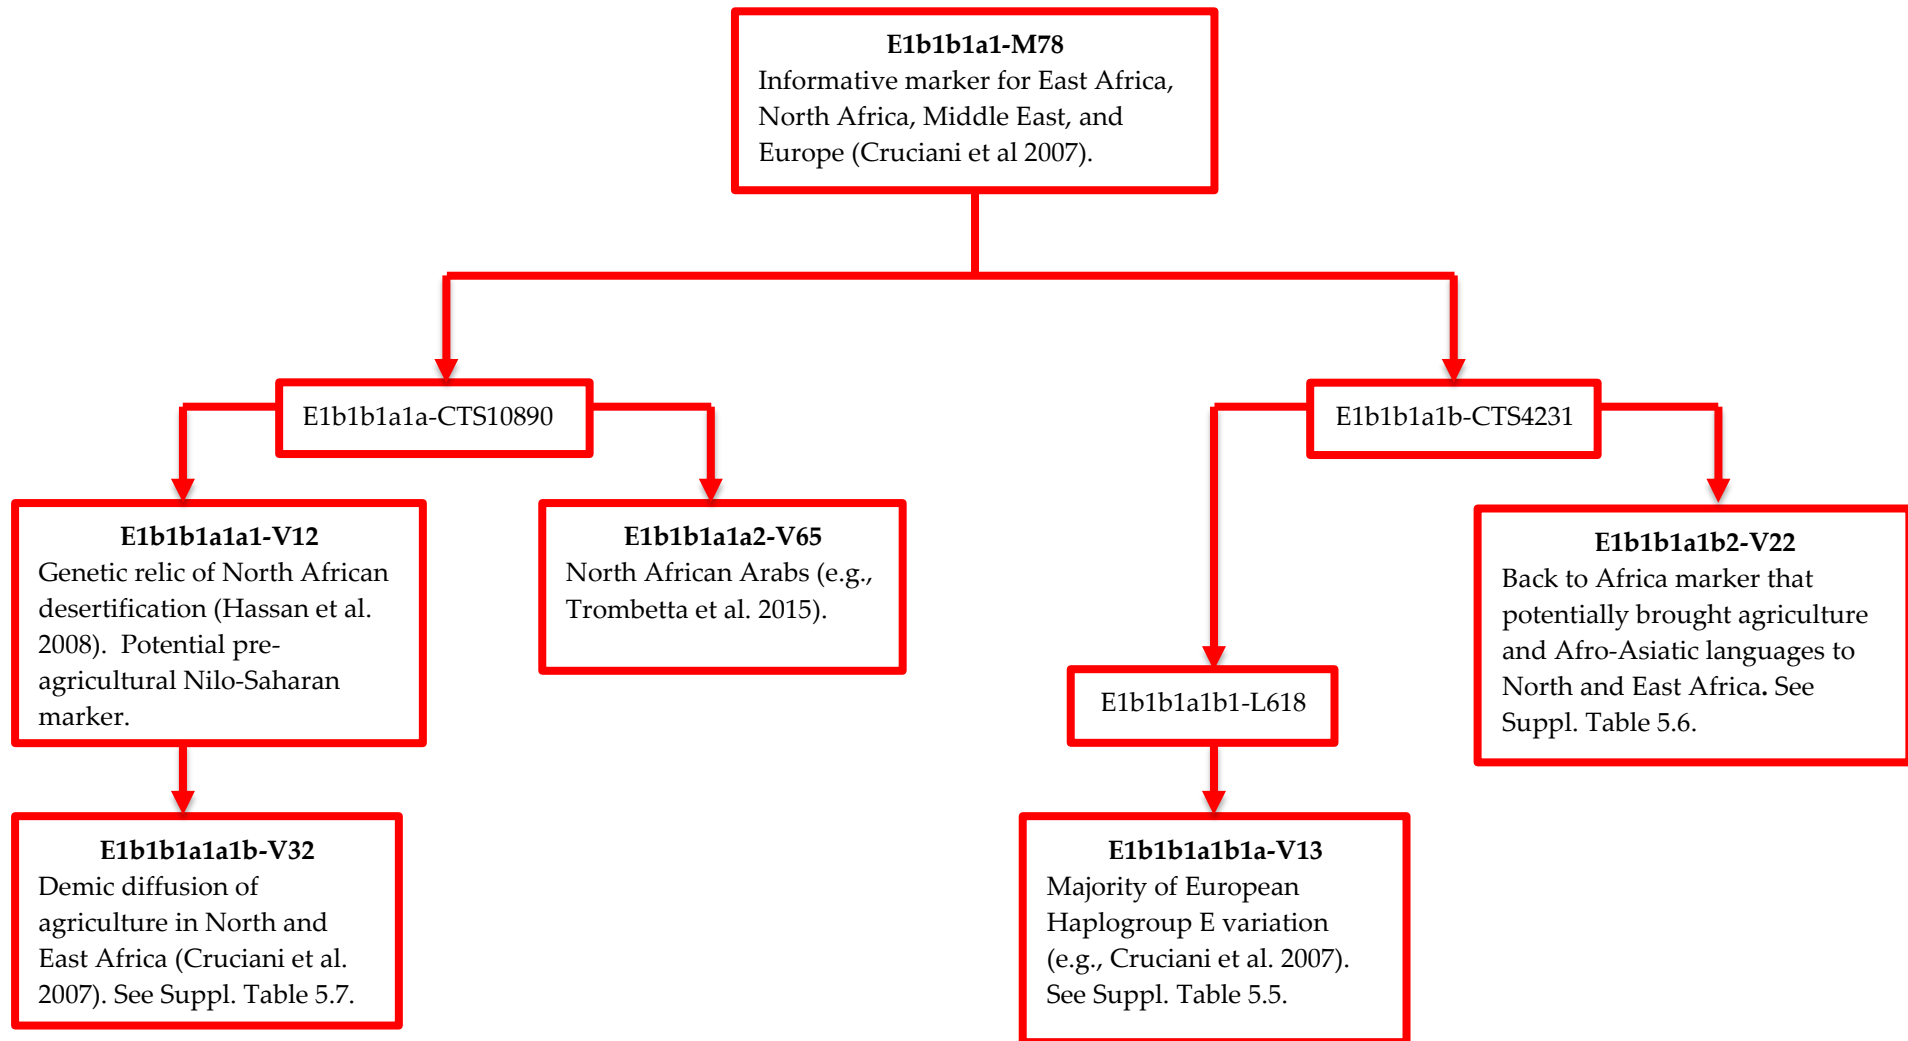 E1b1b1a1-M78
Informative marker for East Africa,
North Africa, Middle East, and
Europe (Cruciani et al 2007).
E1b1b1a1a-CTS10890
E1b1b1a1b-CTS4231
E1b1b1a1a1-V12
Genetic relic of North African
desertification (Hassan et al.
2008).  Potential pre-
agricultural Nilo-Saharan
marker.
E1b1b1a1a2-V65
North African Arabs (e.g.,
Trombetta et al. 2015).
E1b1b1a1b1-L618
E1b1b1a1b2-V22
Back to Africa marker that
potentially brought agriculture
and Afro-Asiatic languages to
North and East Africa. See
Suppl. Table 5.6.
E1b1b1a1a1b-V32
Demic diffusion of
agriculture in North and
East Africa (Cruciani et al.
2007). See Suppl. Table 5.7.
E1b1b1a1b1a-V13
Majority of European
Haplogroup E variation
(e.g., Cruciani et al. 2007).
See Suppl. Table 5.5.